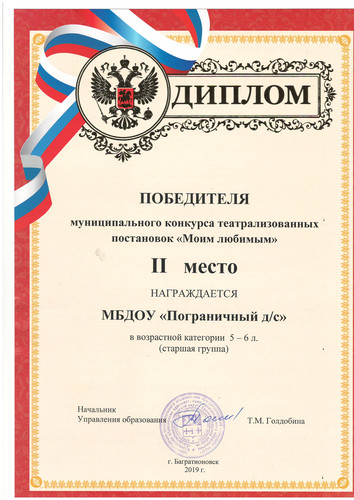 ДИПЛОМ
ПОБЕДИТЕЛЯ
муниципального конкурса театрализованных
постановок «Моим любимым»
II место
НАГРАЖДАЕТСЯ
МБДОУ «Пограничный д/с»
в возрастной категории 5 – 6 л.
(старшая группа)
Начальник
Управления образования Т.М. Голдобина
г. Багратионовск
2019 г.